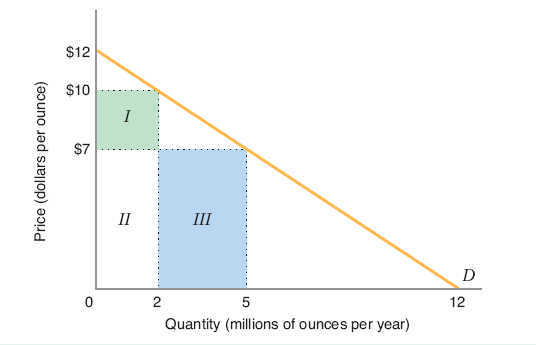 $12
$10
I
$7
Price (dollars per ounce)
II
III
D
0
2
5
12
Quantity (millions of ounces per year)